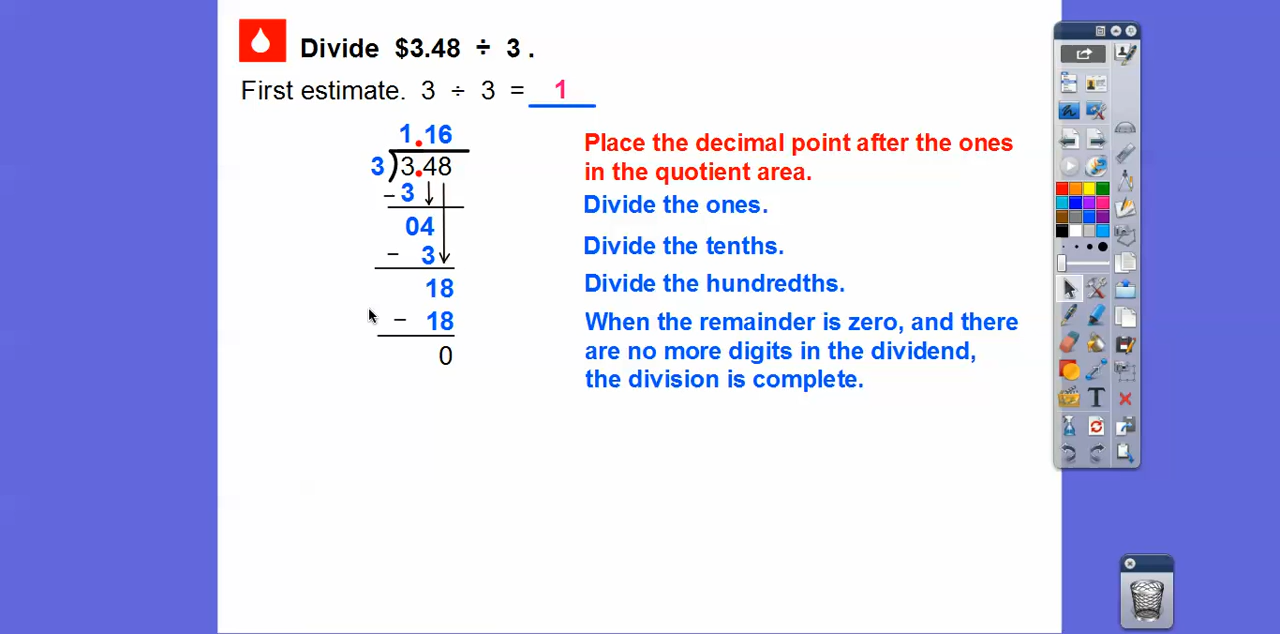 Divide $3.48 ÷ 3 .
First estimate. 3 ÷ 3 = 1
1.16
3)3.48
-3
04
- 3
18
- 18
0
Place the decimal point after the ones
in the quotient area.
Divide the ones.
Divide the tenths.
Divide the hundredths.
When the remainder is zero, and there
are no more digits in the dividend,
the division is complete.